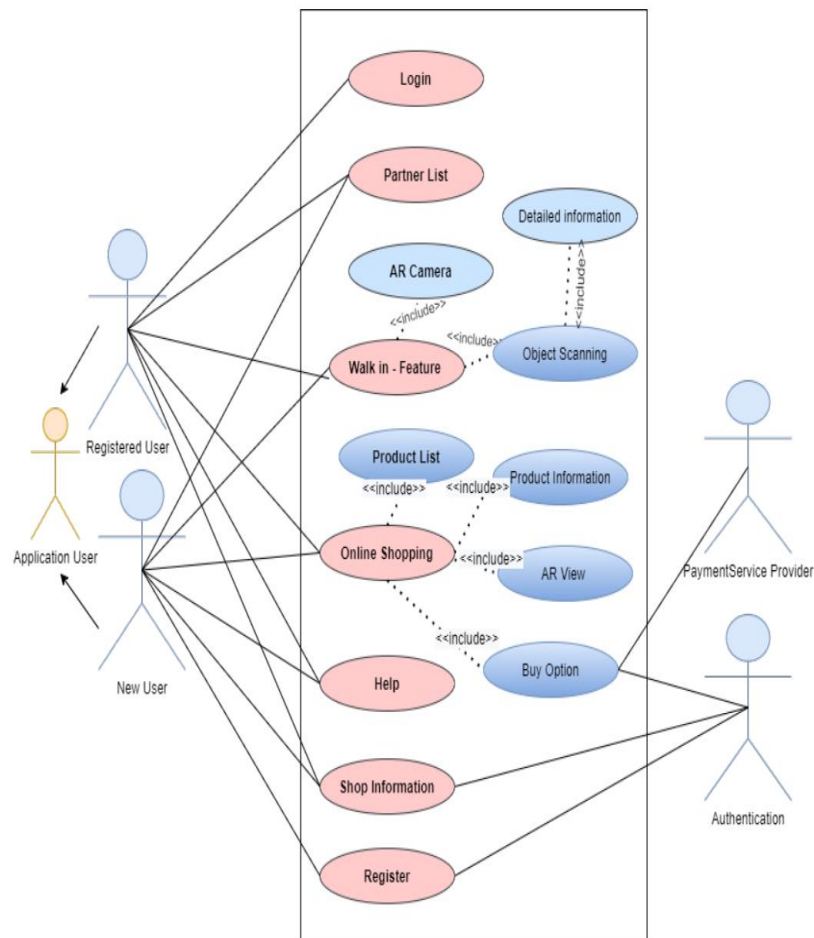 Login
Partner List
Detailed information
<<include>>
AR Camera
<<include>>
<<include>>
Walk in - Feature
Object Scanning
Registered User
Product List
<<include>>
<<include>>
Product Information
Online Shopping
<<include>>
AR View
Application User
PaymentService Provider
<<include>>
Buy Option
New User
Help
Shop Information
Authentication
Register